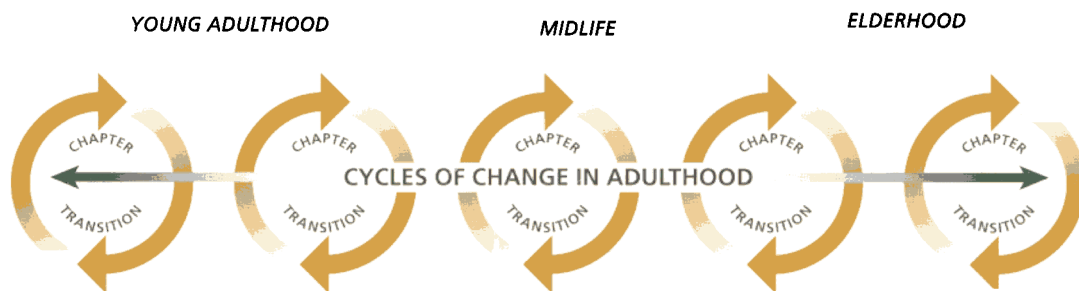 YOUNG ADULTHOOD
MIDLIFE
ELDERHOOD
CHAPTER
CHAPTER
CHAPTER
CHAPTER
CHAPTER
CYCLES OF CHANGE IN ADULTHOOD
TRANSITION
TRANSITION
TRANSITION
TRANSITION
TRANSITION